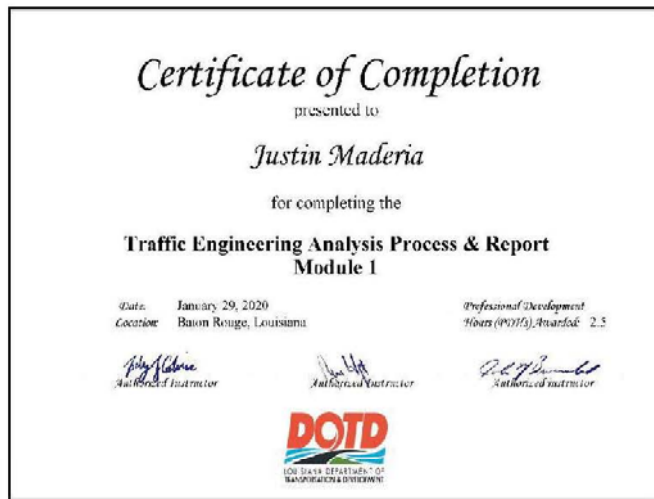 Certificate of Completion
presented to
Justin Maderia
for completing the
Traffic Engineering Analysis Process & Report
Module 1
Date: January 29, 2020
Location: Baton Rouge, Louisiana
Professional Development
Hours (PDHs) Awarded: 2.5
Authorized Instructor
Authorized Instructor
Authorized Instructor
DOTD
LOUISIANA DEPARTMENT OF
TRANSPORTATION & DEVELOPMENT